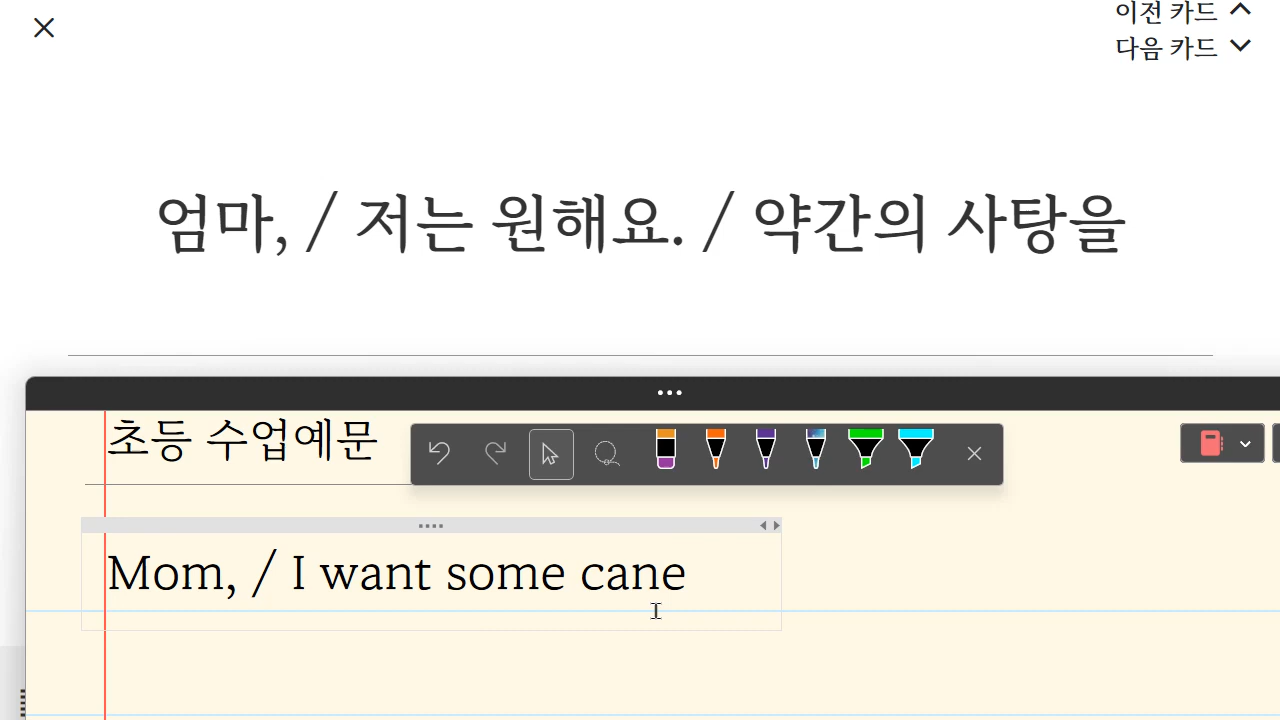 이전 카드
다음 카드
엄마, / 저는 원해요. / 약간의 사탕을
초등 수업예문
Mom, / I want some cane